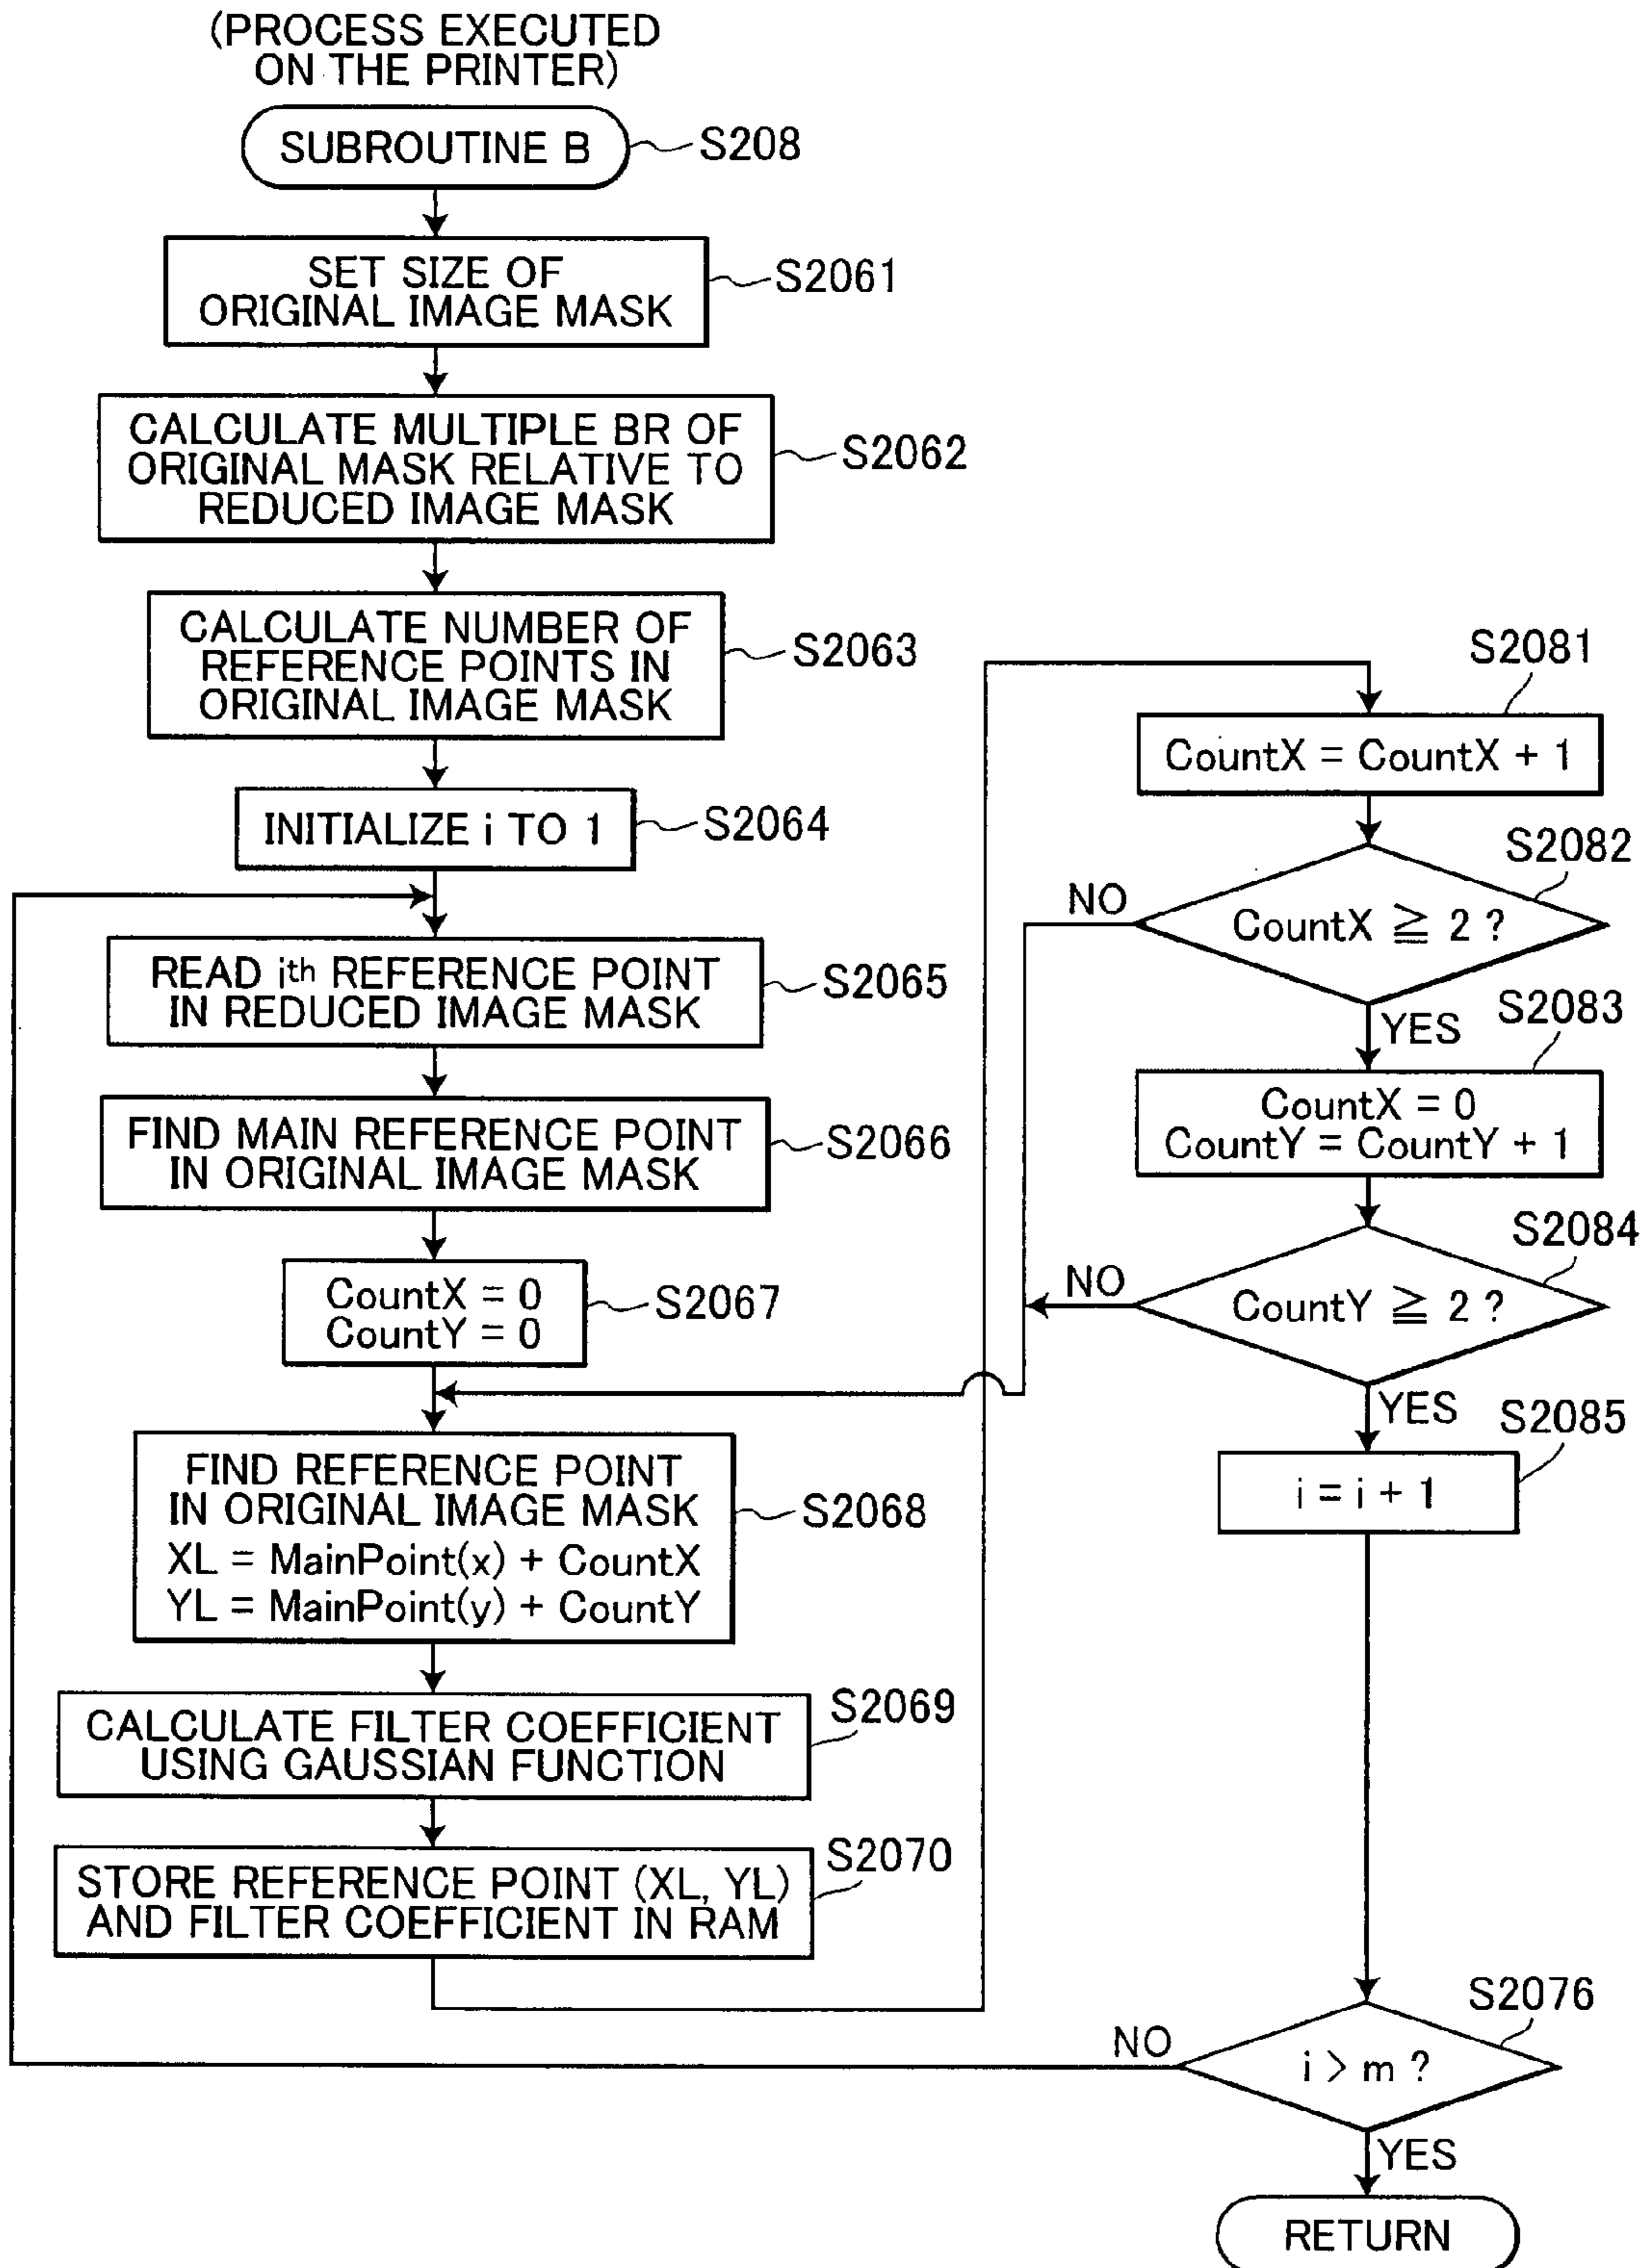 (PROCESS EXECUTED
ON THE PRINTER)
SUBROUTINE B
S208
SET SIZE OF
ORIGINAL IMAGE MASK
S2061
CALCULATE MULTIPLE BR OF
ORIGINAL MASK RELATIVE TO
REDUCED IMAGE MASK
S2062
CALCULATE NUMBER OF
REFERENCE POINTS IN
ORIGINAL IMAGE MASK
S2063
INITIALIZE i TO 1
S2064
READ ith REFERENCE POINT
IN REDUCED IMAGE MASK
S2065
FIND MAIN REFERENCE POINT
IN ORIGINAL IMAGE MASK
S2066
CountX = 0
CountY = 0
S2067
FIND REFERENCE POINT
IN ORIGINAL IMAGE MASK
XL = MainPoint(x) + CountX
YL = MainPoint(y) + CountY
S2068
CALCULATE FILTER COEFFICIENT
USING GAUSSIAN FUNCTION
S2069
STORE REFERENCE POINT (XL, YL)
AND FILTER COEFFICIENT IN RAM
S2070
S2081
CountX = CountX + 1
S2082
CountX ≧ 2 ?
NO
YES
S2083
CountX = 0
CountY = CountY + 1
S2084
CountY ≧ 2 ?
NO
YES
S2085
i = i + 1
S2076
i > m ?
NO
YES
RETURN